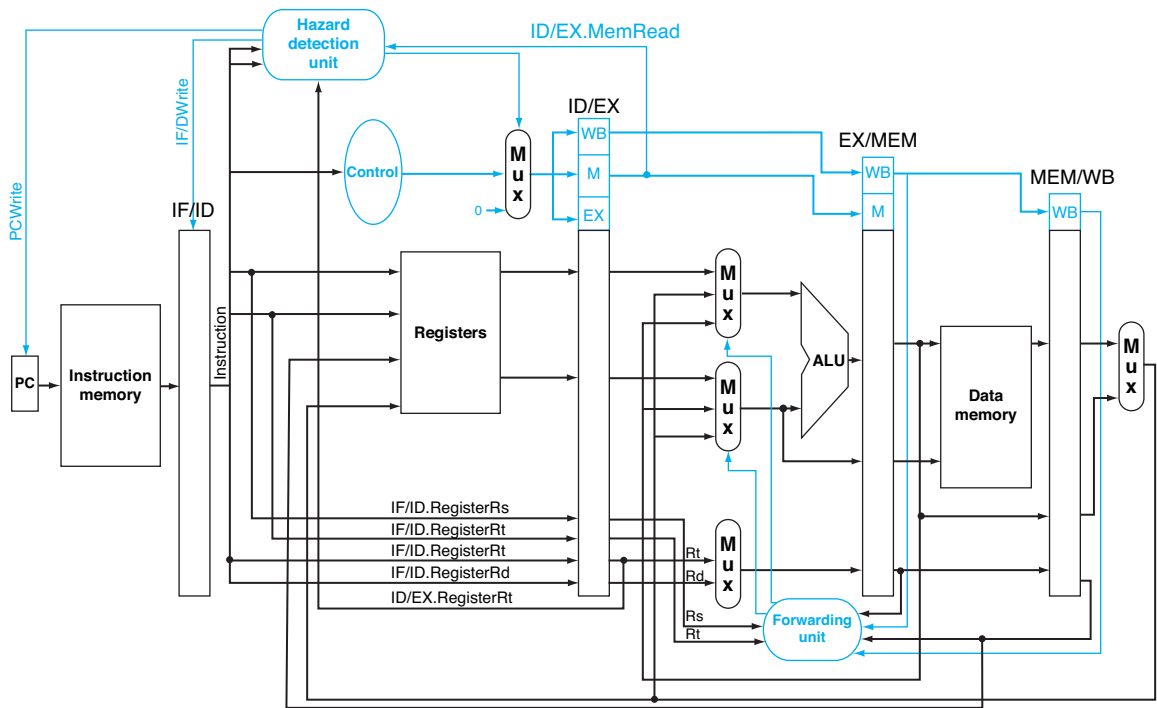 Hazard
detection
unit
ID/EX.MemRead
ID/EX
PCWrite
IF/DWrite
Control
0
Mux
WB
M
EX
EX/MEM
WB
M
MEM/WB
WB
IF/ID
PC
Instruction
memory
Instruction
Registers
Mux
Mux
ALU
Data
memory
Mux
IF/ID.RegisterRs
IF/ID.RegisterRt
IF/ID.RegisterRt
IF/ID.RegisterRd
ID/EX.RegisterRt
Rt
Rd
Mux
Rs
Rt
Forwarding
unit